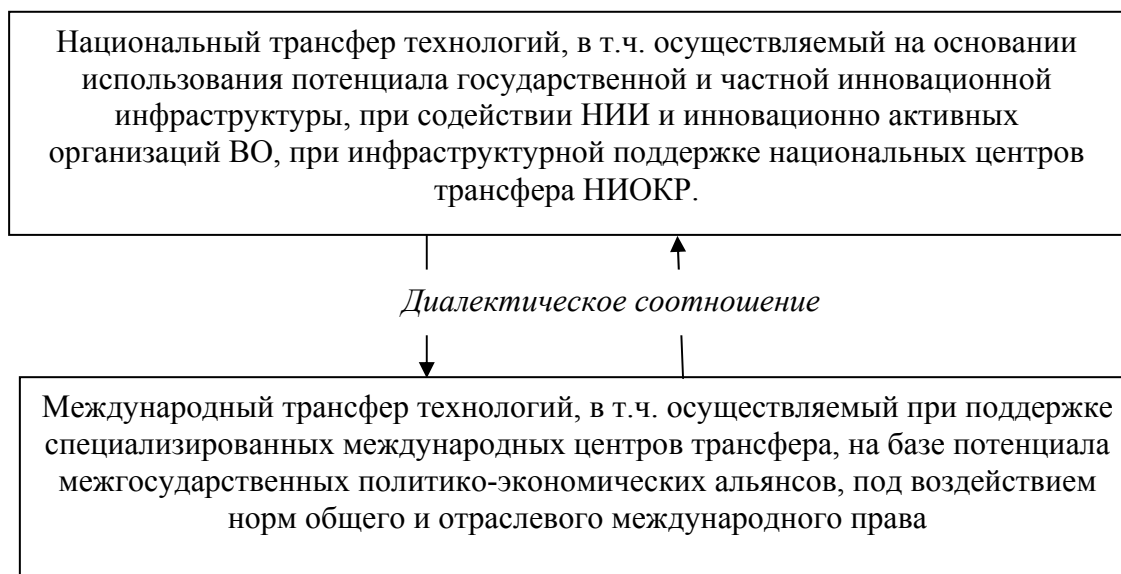 Национальный трансфер технологий, в т.ч. осуществляемый на основании
использования потенциала государственной и частной инновационной
инфраструктуры, при содействии НИИ и инновационно активных
организаций ВО, при инфраструктурной поддержке национальных центров
трансфера НИОКР.
Диалектическое соотношение
Международный трансфер технологий, в т.ч. осуществляемый при поддержке
специализированных международных центров трансфера, на базе потенциала
межгосударственных политико-экономических альянсов, под воздействием
норм общего и отраслевого международного права